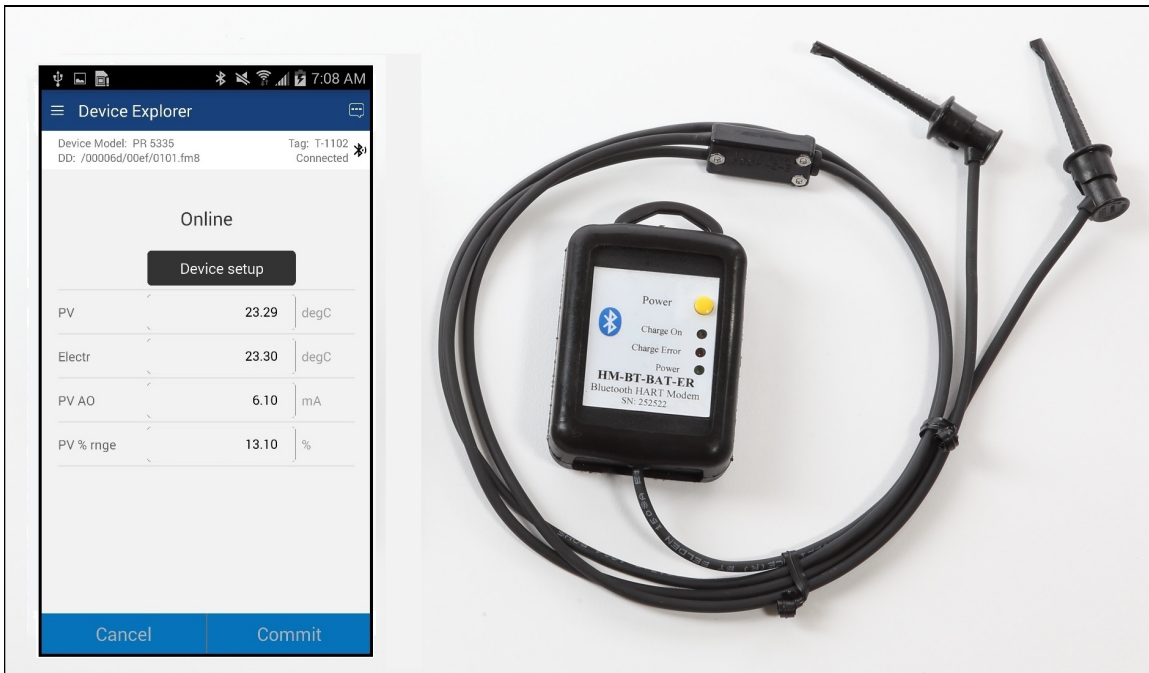 7:08 AM
Device Explorer
Device Model: PR 5335
Tag: T-1102
DD: /00006d/00ef/0101.fm8
Connected
Online
Device setup
PV 23.29 degC
Electr 23.30 degC
PV AO 6.10 mA
PV % rnge 13.10 %
Cancel Commit
Power
Charge On
Charge Error
Power
HM-BT-BAT-ER
Bluetooth HART Modem
SN: 252522
BELDEN